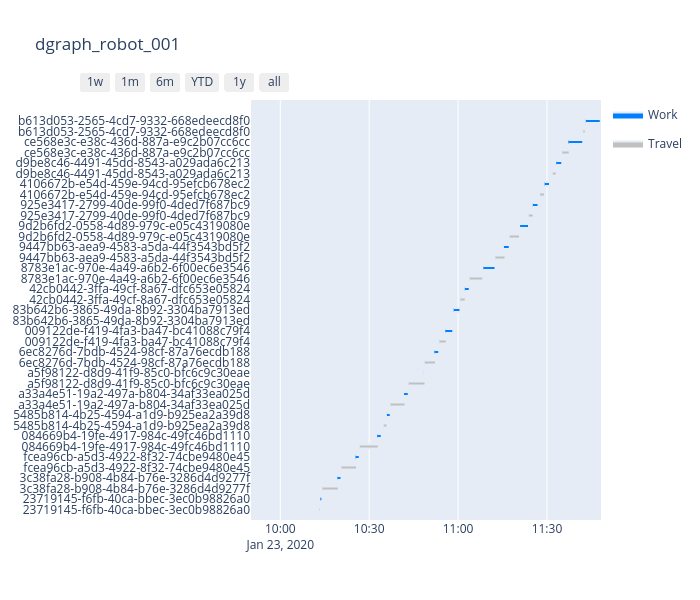 dgraph_robot_001
1w 1m 6m YTD 1y all
b613d053-2565-4cd7-9332-668edeecd8f0
b613d053-2565-4cd7-9332-668edeecd8f0
ce568e3c-e38c-436d-887a-e9c2b07cc6cc
ce568e3c-e38c-436d-887a-e9c2b07cc6cc
d9be8c46-4491-45dd-8543-a029ada6c213
d9be8c46-4491-45dd-8543-a029ada6c213
4106672b-e54d-459e-94cd-95efcb678ec2
4106672b-e54d-459e-94cd-95efcb678ec2
925e3417-2799-40de-99f0-4ded7f687bc9
925e3417-2799-40de-99f0-4ded7f687bc9
9d2b6fd2-0558-4d89-979c-e05c4319080e
9d2b6fd2-0558-4d89-979c-e05c4319080e
9447bb63-aea9-4583-a5da-44f3543bd5f2
9447bb63-aea9-4583-a5da-44f3543bd5f2
8783e1ac-970e-4a49-a6b2-6f00ec6e3546
8783e1ac-970e-4a49-a6b2-6f00ec6e3546
42cb0442-3ffa-49cf-8a67-dfc653e05824
42cb0442-3ffa-49cf-8a67-dfc653e05824
83b642b6-3865-49da-8b92-3304ba7913ed
83b642b6-3865-49da-8b92-3304ba7913ed
009122de-f419-4fa3-ba47-bc41088c79f4
009122de-f419-4fa3-ba47-bc41088c79f4
6ec8276d-7bdb-4524-98cf-87a76ecdb188
6ec8276d-7bdb-4524-98cf-87a76ecdb188
a5f98122-d8d9-41f9-85c0-bfc6c9c30eae
a5f98122-d8d9-41f9-85c0-bfc6c9c30eae
a33a4e51-19a2-497a-b804-34af33ea025d
a33a4e51-19a2-497a-b804-34af33ea025d
5485b814-4b25-4594-a1d9-b925ea2a39d8
5485b814-4b25-4594-a1d9-b925ea2a39d8
084669b4-19fe-4917-984c-49fc46bd1110
084669b4-19fe-4917-984c-49fc46bd1110
fcea96cb-a5d3-4922-8f32-74cbe9480e45
fcea96cb-a5d3-4922-8f32-74cbe9480e45
3c38fa28-b908-4b84-b76e-3286d4d9277f
3c38fa28-b908-4b84-b76e-3286d4d9277f
23719145-f6fb-40ca-bbec-3ec0b98826a0
23719145-f6fb-40ca-bbec-3ec0b98826a0
10:00 10:30 11:00 11:30
Jan 23, 2020
Work
Travel